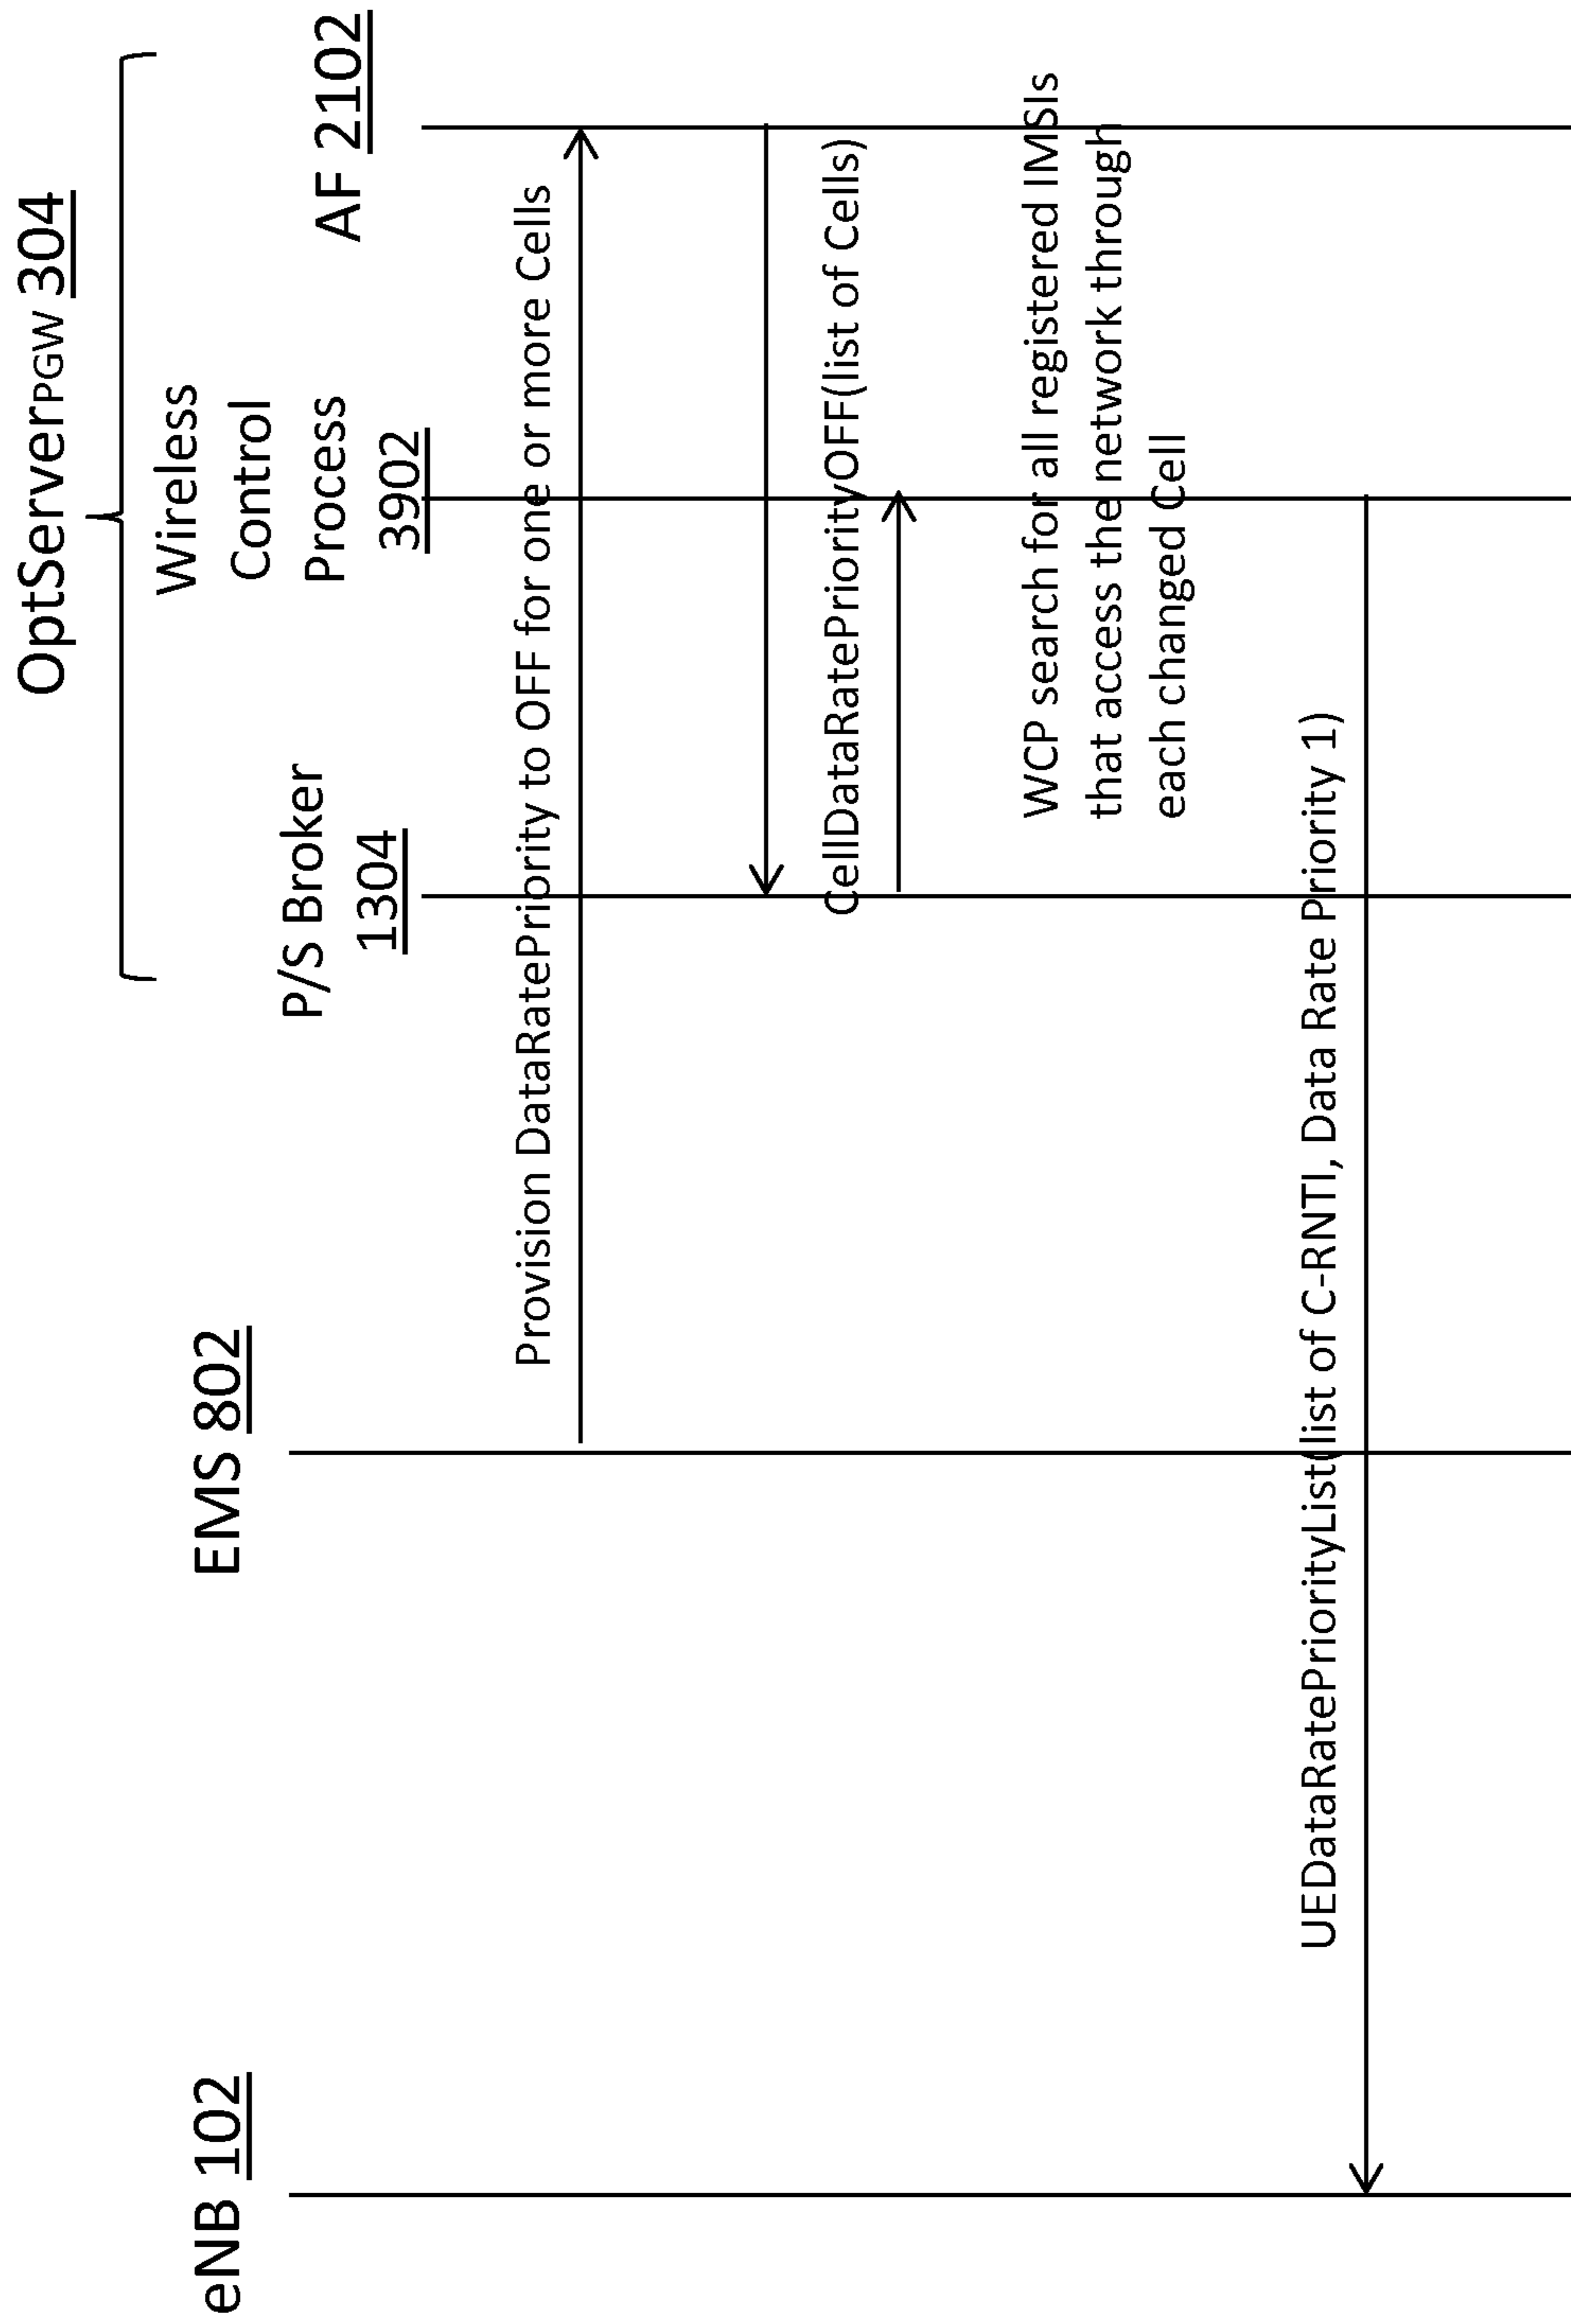 OptServerPGW 304
eNB 102
EMS 802
P/S Broker
1304
Wireless
Control
Process
3902
AF 2102
Provision DataRatePriority to OFF for one or more Cells
CellDataRatePriorityOFF(list of Cells)
WCP search for all registered IMSIs
that access the network through
each changed Cell
UEDataRatePriorityList(list of C-RNTI, Data Rate Priority 1)